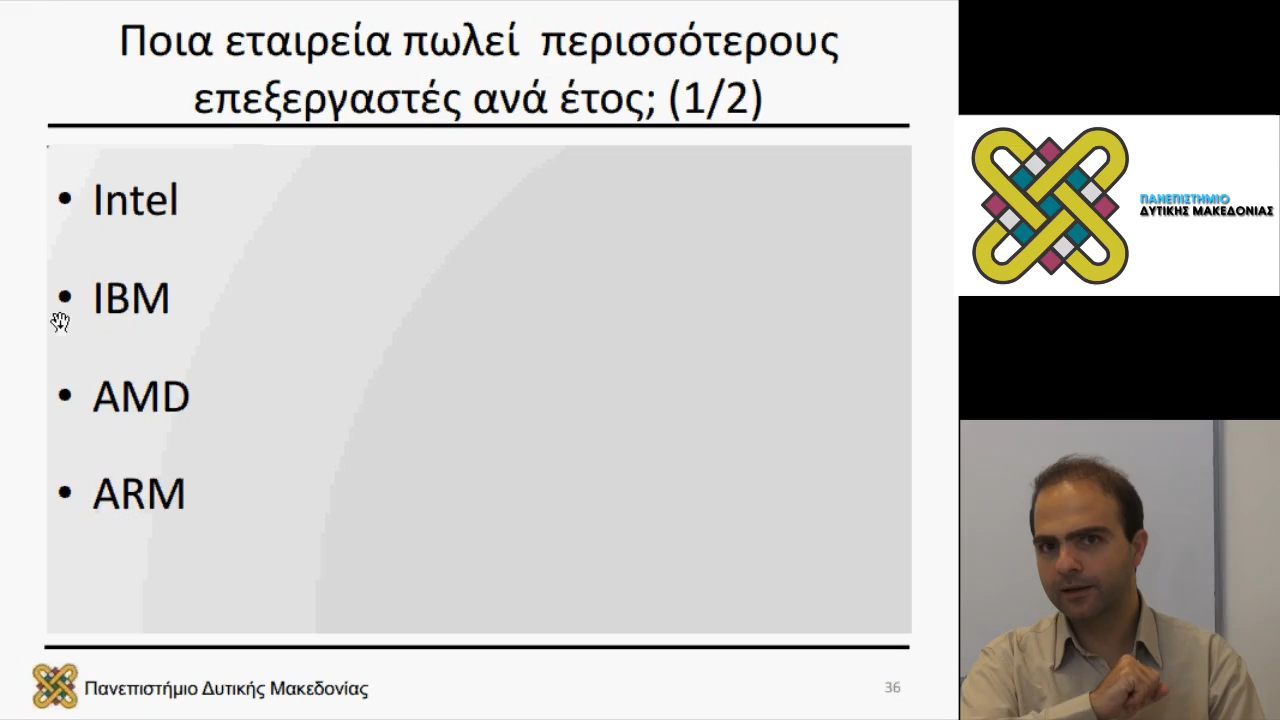 Ποια εταιρεία πωλεί περισσότερους
επεξεργαστές ανά έτος; (1/2)
• Intel
• IBM
• AMD
• ARM
Πανεπιστήμιο Δυτικής Μακεδονίας
36
ΠΑΝΕΠΙΣΤΗΜΙΟ
ΔΥΤΙΚΗΣ ΜΑΚΕΔΟΝΙΑΣ